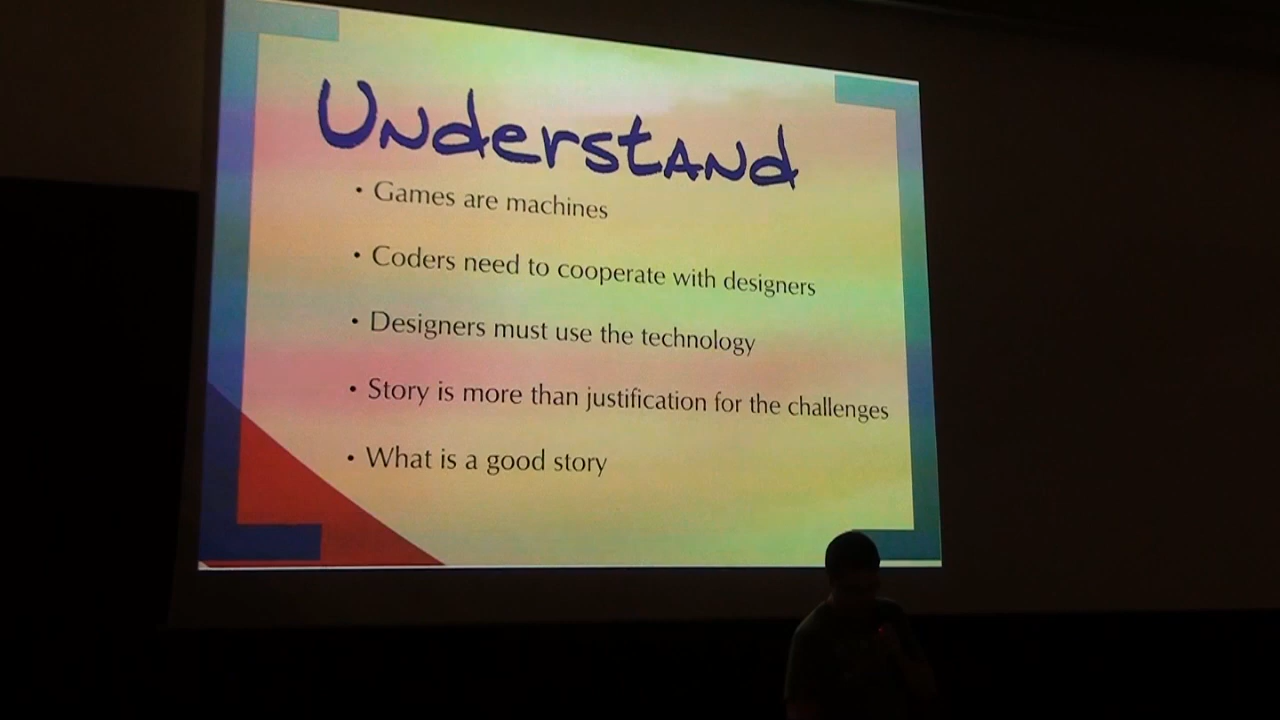 Understand
• Games are machines
• Coders need to cooperate with designers
• Designers must use the technology
• Story is more than justification for the challenges
• What is a good story